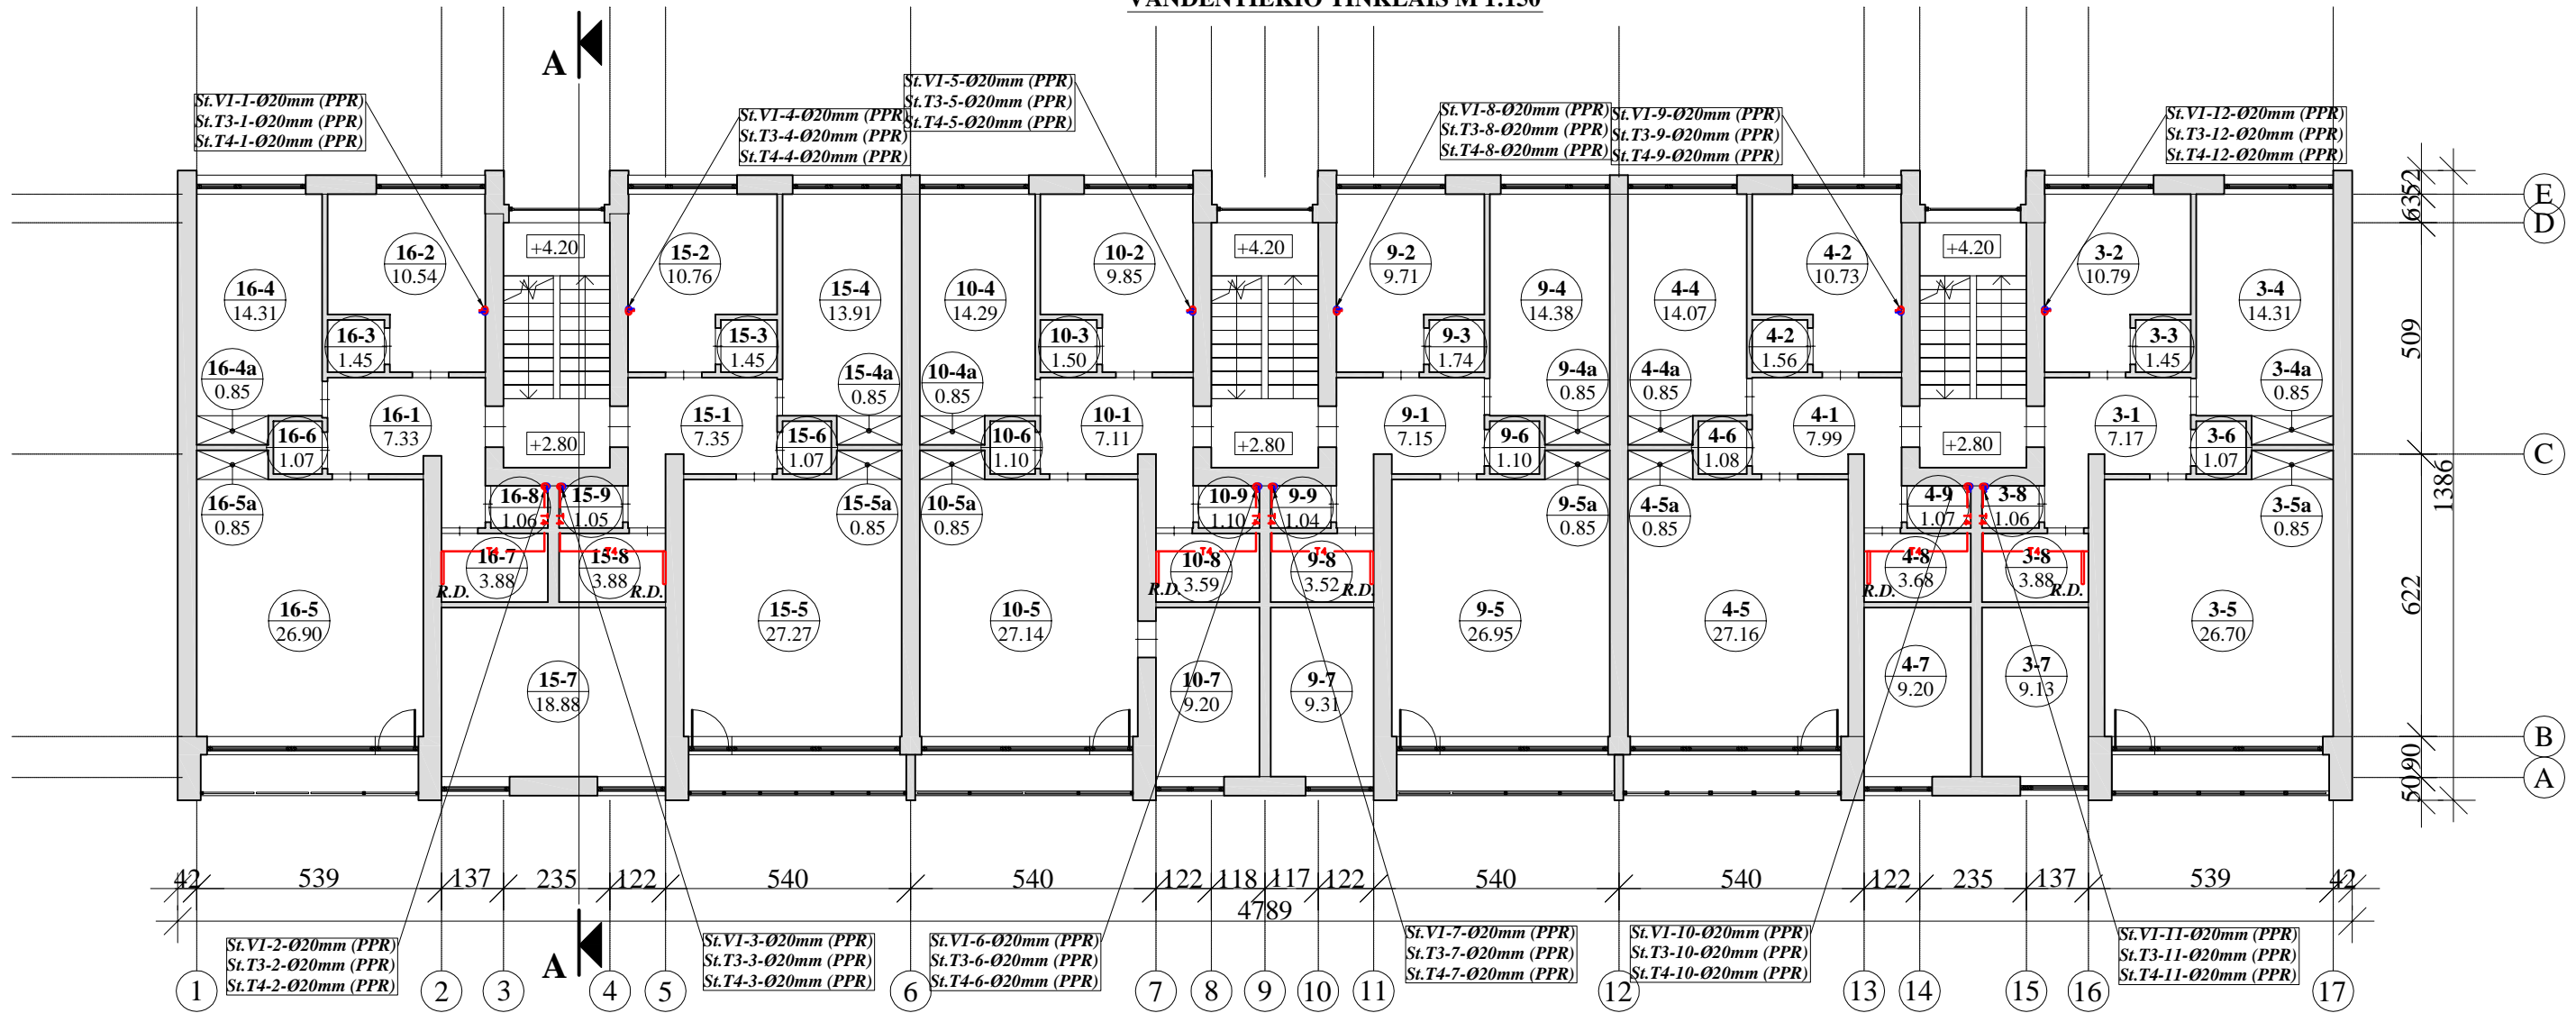 VANDENTIEKIO TINKLAIS M 1:150
A
St.V1-1-Ø20mm (PPR)
St.T3-1-Ø20mm (PPR)
St.T4-1-Ø20mm (PPR)
St.V1-4-Ø20mm (PPR)
St.T3-4-Ø20mm (PPR)
St.T4-4-Ø20mm (PPR)
St.V1-5-Ø20mm (PPR)
St.T3-5-Ø20mm (PPR)
St.T4-5-Ø20mm (PPR)
St.V1-8-Ø20mm (PPR)
St.T3-8-Ø20mm (PPR)
St.T4-8-Ø20mm (PPR)
St.V1-9-Ø20mm (PPR)
St.T3-9-Ø20mm (PPR)
St.T4-9-Ø20mm (PPR)
St.V1-12-Ø20mm (PPR)
St.T3-12-Ø20mm (PPR)
St.T4-12-Ø20mm (PPR)
16-4
14.31
16-2
10.54
+4.20
15-2
10.76
15-4
13.91
10-4
14.29
10-2
9.85
+4.20
9-2
9.71
9-4
14.38
4-4
14.07
4-2
10.73
+4.20
3-2
10.79
3-4
14.31
16-3
1.45
15-3
1.45
10-3
1.50
9-3
1.74
4-2
1.56
3-3
1.45
16-4a
0.85
15-4a
0.85
10-4a
0.85
9-4a
0.85
4-4a
0.85
3-4a
0.85
16-6
1.07
16-1
7.33
+2.80
15-1
7.35
15-6
1.07
10-6
1.10
10-1
7.11
+2.80
9-1
7.15
9-6
1.10
4-6
1.08
4-1
7.99
+2.80
3-1
7.17
3-6
1.07
16-5a
0.85
16-8
1.06
15-9
1.05
15-5a
0.85
10-5a
0.85
10-9
1.10
9-9
1.04
9-5a
0.85
4-5a
0.85
4-9
1.07
3-8
1.06
3-5a
0.85
T4
16-7
3.88
R.D.
15-8
3.88
R.D.
T4
10-8
3.59
R.D.
T4
9-8
3.52
R.D.
T4
4-8
3.68
R.D.
T4
3-8
3.88
R.D.
16-5
26.90
15-5
27.27
10-5
27.14
9-5
26.95
4-5
27.16
3-5
26.70
15-7
18.88
10-7
9.20
9-7
9.31
4-7
9.20
3-7
9.13
E
D
C
B
A
52
63
509
622
90
50
1386
42
539
137
235
122
540
540
122
118
117
122
540
540
122
235
137
539
42
4789
St.V1-2-Ø20mm (PPR)
St.T3-2-Ø20mm (PPR)
St.T4-2-Ø20mm (PPR)
A
St.V1-3-Ø20mm (PPR)
St.T3-3-Ø20mm (PPR)
St.T4-3-Ø20mm (PPR)
St.V1-6-Ø20mm (PPR)
St.T3-6-Ø20mm (PPR)
St.T4-6-Ø20mm (PPR)
St.V1-7-Ø20mm (PPR)
St.T3-7-Ø20mm (PPR)
St.T4-7-Ø20mm (PPR)
St.V1-10-Ø20mm (PPR)
St.T3-10-Ø20mm (PPR)
St.T4-10-Ø20mm (PPR)
St.V1-11-Ø20mm (PPR)
St.T3-11-Ø20mm (PPR)
St.T4-11-Ø20mm (PPR)
1
2
3
4
5
6
7
8
9
10
11
12
13
14
15
16
17